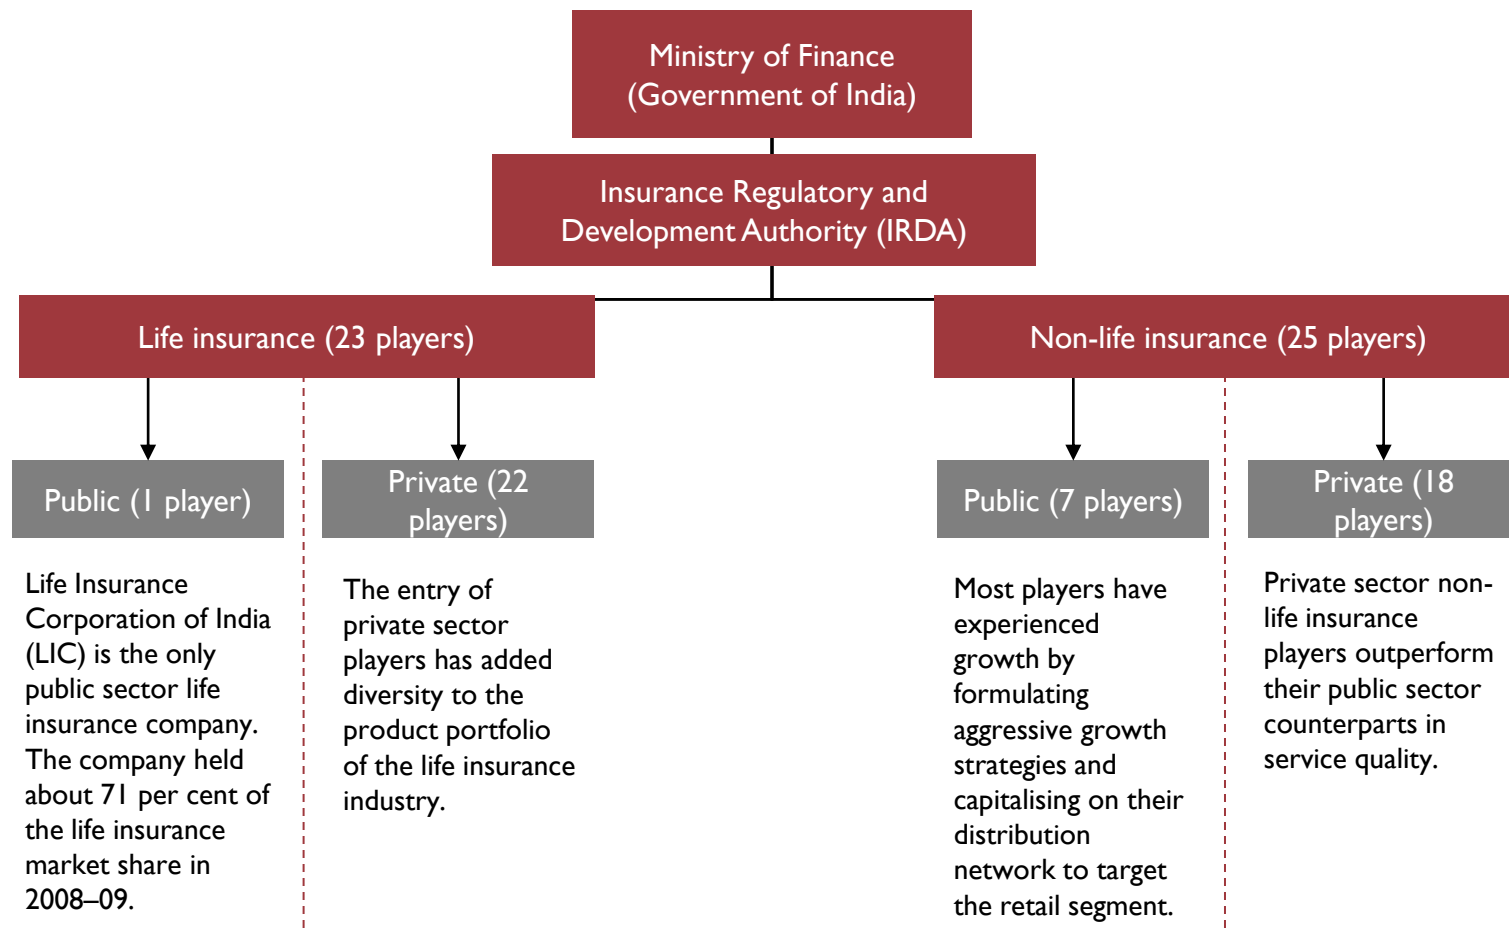 Ministry of Finance
(Government of India)
Insurance Regulatory and
Development Authority (IRDA)
Life insurance (23 players)
Non-life insurance (25 players)
Public (1 player)
Private (22
players)
Public (7 players)
Private (18
players)
Life Insurance
Corporation of India
(LIC) is the only
public sector life
insurance company.
The company held
about 71 per cent of
the life insurance
market share in
2008–09.
The entry of
private sector
players has added
diversity to the
product portfolio
of the life insurance
industry.
Most players have
experienced
growth by
formulating
aggressive growth
strategies and
capitalising on their
distribution
network to target
the retail segment.
Private sector non-
life insurance
players outperform
their public sector
counterparts in
service quality.